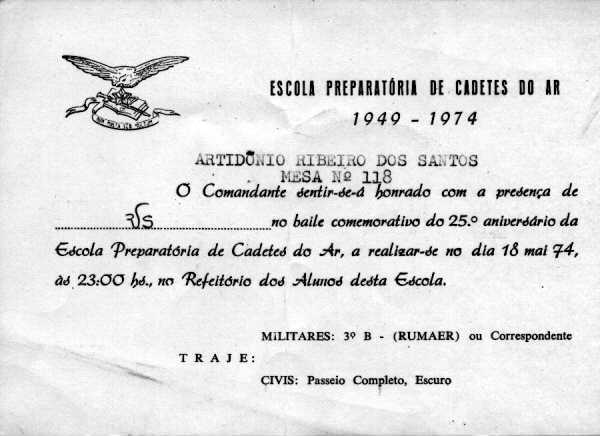 ESCOLA PREPARATÓRIA DE CADETES DO AR
1949 - 1974
ARTIDÔNIO RIBEIRO DOS SANTOS
MESA Nº 118
O Comandante sentir-se-á honrado com a presença de
no baile comemorativo do 25.º aniversário da
Escola Preparatória de Cadetes do Ar, a realizar-se no dia 18 mai 74,
às 23:00 hs., no Refeitório dos Alunos desta Escola.
MILITARES: 3º B - (RUMAER) ou Correspondente
TRAJE:
CIVIS: Passeio Completo, Escuro